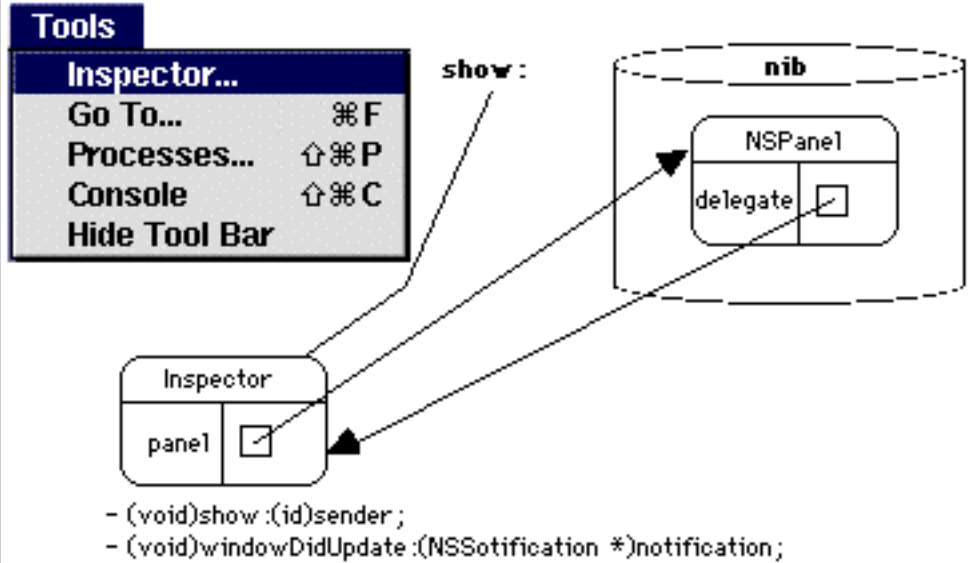 Tools
Inspector...
Go To... ⌘F
Processes... ⇧⌘P
Console ⇧⌘C
Hide Tool Bar
show:
nib
NSPanel
delegate
Inspector
panel
- (void)show:(id)sender;
- (void)windowDidUpdate:(NSSotification *)notification;